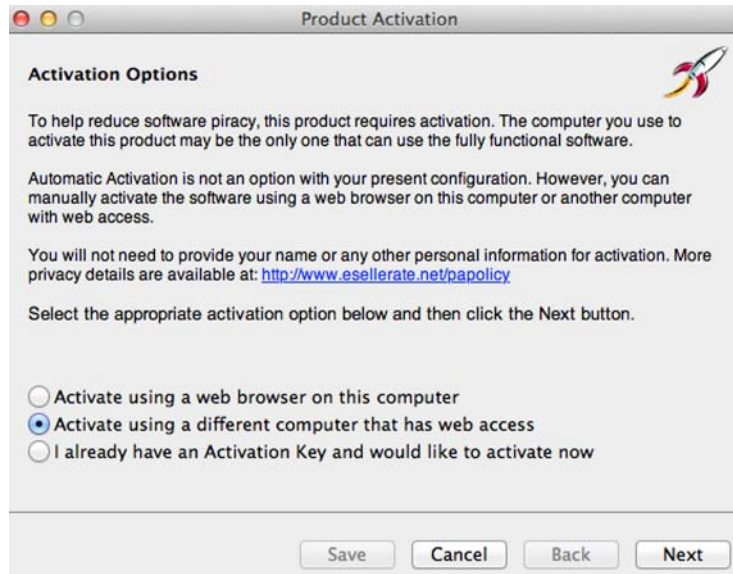 Product Activation
Activation Options
To help reduce software piracy, this product requires activation. The computer you use to
activate this product may be the only one that can use the fully functional software.
Automatic Activation is not an option with your present configuration. However, you can
manually activate the software using a web browser on this computer or another computer
with web access.
You will not need to provide your name or any other personal information for activation. More
privacy details are available at: http://www.esellerate.net/papolicy
Select the appropriate activation option below and then click the Next button.
Activate using a web browser on this computer
Activate using a different computer that has web access
I already have an Activation Key and would like to activate now
Save Cancel Back Next